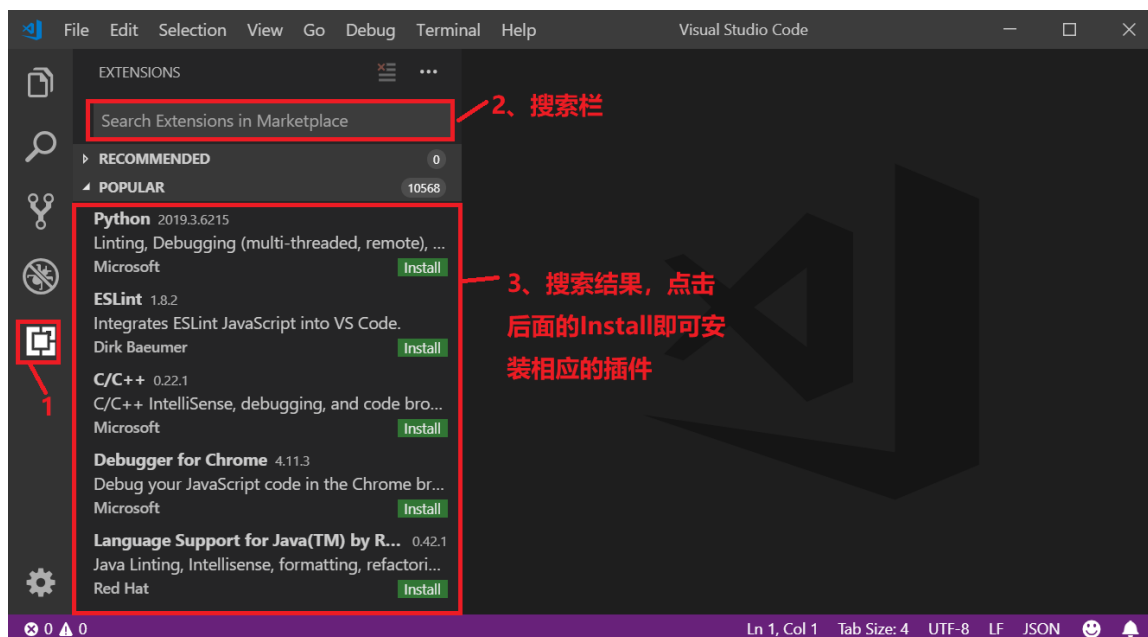 File Edit Selection View Go Debug Terminal Help Visual Studio Code
EXTENSIONS
Search Extensions in Marketplace
2、搜索栏
RECOMMENDED 0
POPULAR 10568
Python 2019.3.6215
Linting, Debugging (multi-threaded, remote), ...
Microsoft Install
ESLint 1.8.2
Integrates ESLint JavaScript into VS Code.
Dirk Baeumer Install
C/C++ 0.22.1
C/C++ IntelliSense, debugging, and code bro...
Microsoft Install
Debugger for Chrome 4.11.3
Debug your JavaScript code in the Chrome br...
Microsoft Install
Language Support for Java(TM) by R... 0.42.1
Java Linting, Intellisense, formatting, refactori...
Red Hat Install
1
3、搜索结果，点击
后面的Install即可安
装相应的插件
0 0 Ln 1, Col 1 Tab Size: 4 UTF-8 LF JSON